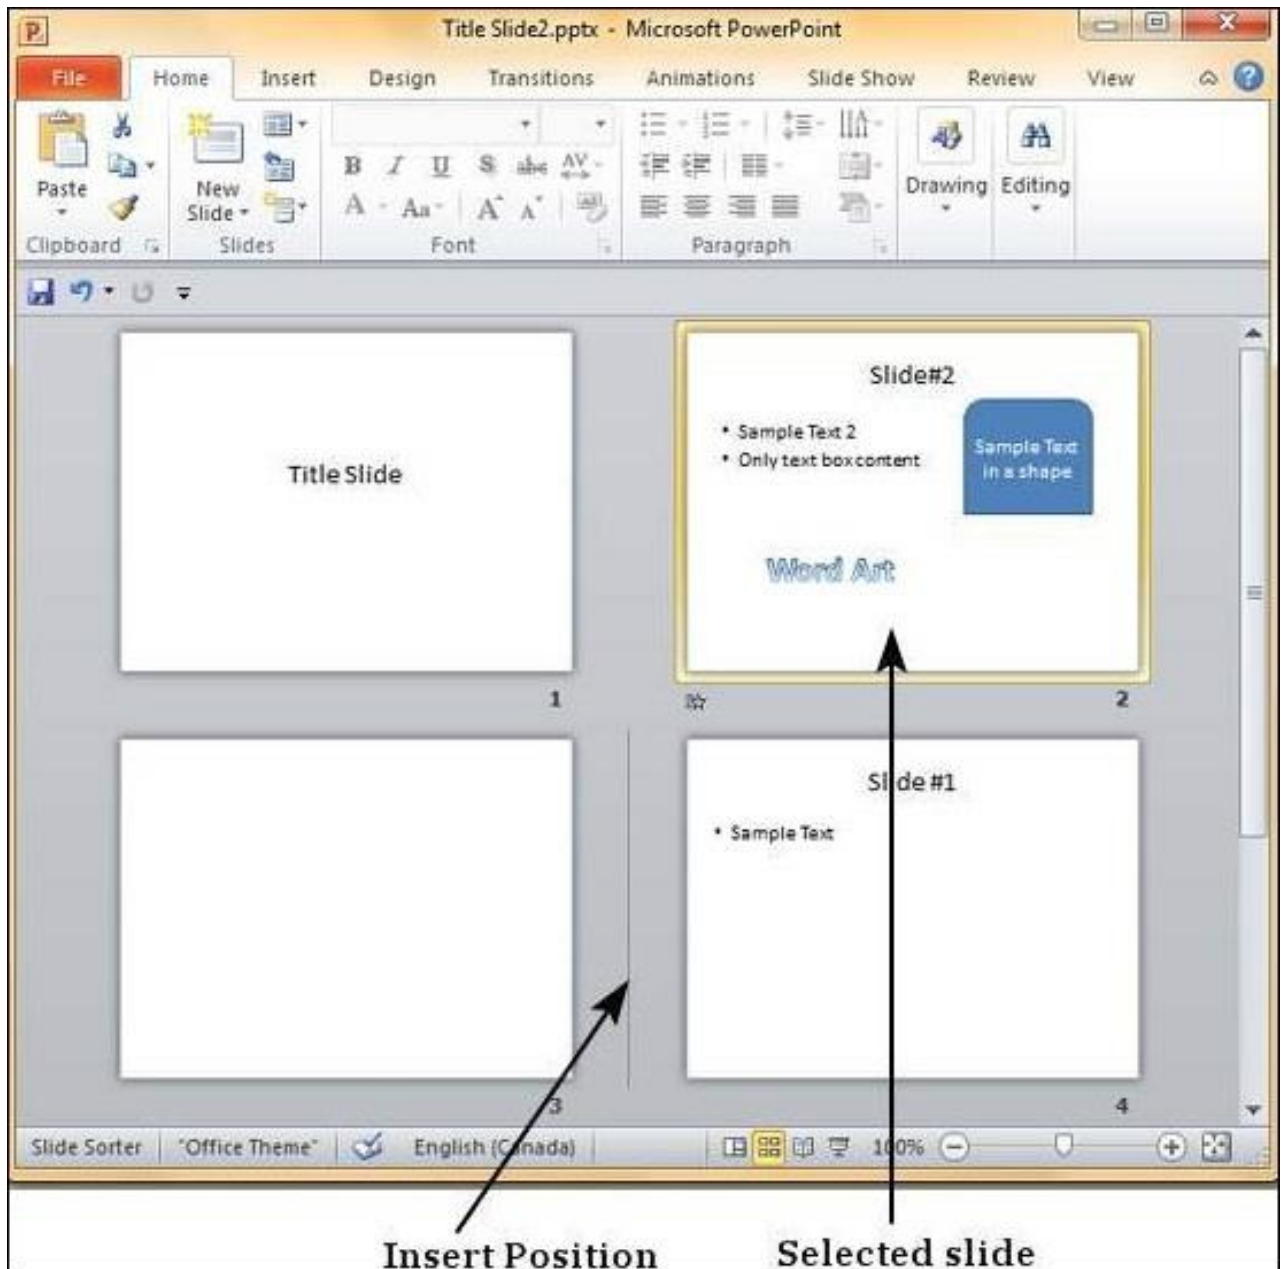 Title Slide2.pptx - Microsoft PowerPoint
File Home Insert Design Transitions Animations Slide Show Review View
Paste
New
Slide
B I U S abc AV
A Aa A A
Drawing Editing
Clipboard Slides Font Paragraph
Title Slide
1
Slide#2
• Sample Text 2
• Only text box content
Sample Text
in a shape
Word Art
2
3
Slide #1
• Sample Text
4
Slide Sorter "Office Theme" English (Canada) 100%
Insert Position Selected slide